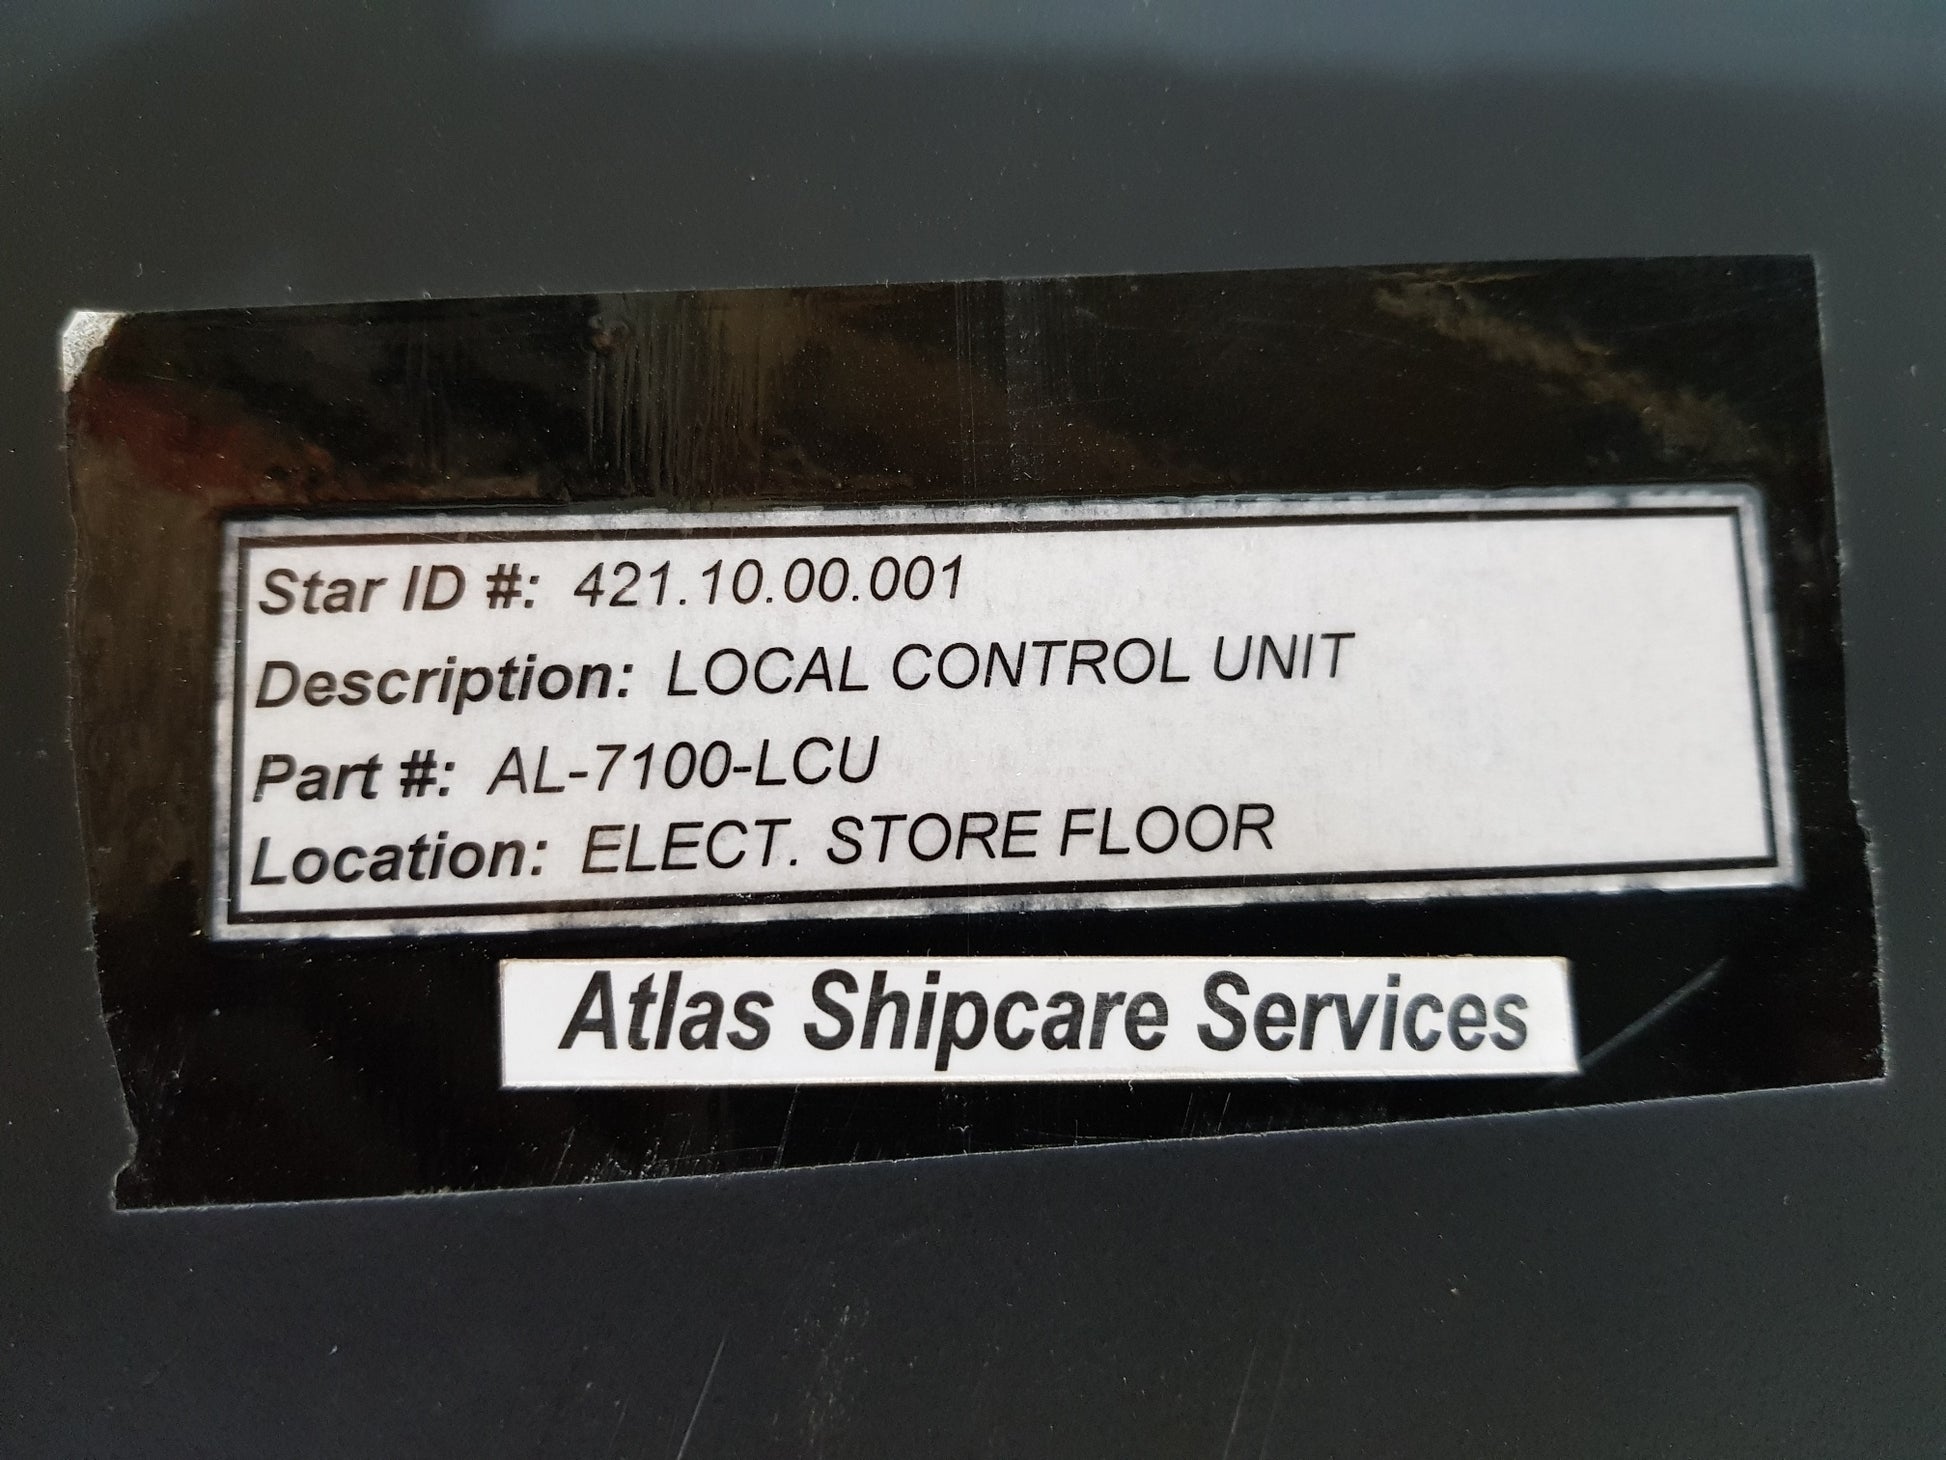 Star ID #: 421.10.00.001
Description: LOCAL CONTROL UNIT
Part #: AL-7100-LCU
Location: ELECT. STORE FLOOR
Atlas Shipcare Services